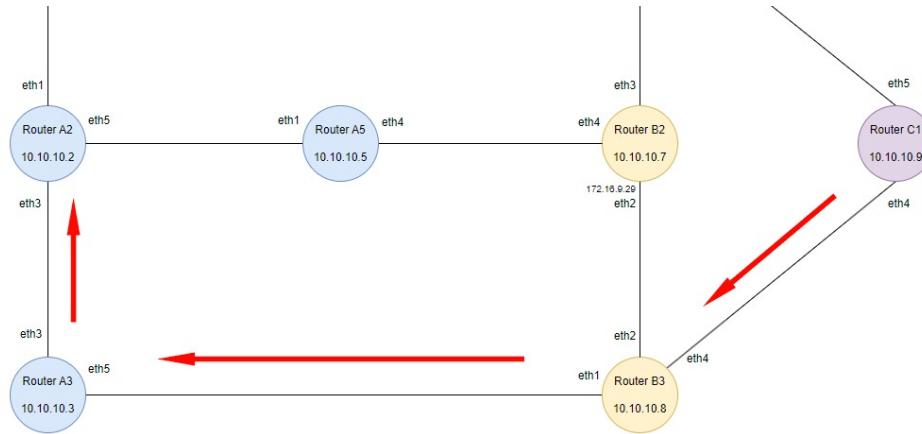 eth1
eth3
eth5
Router A2
10.10.10.2
eth5
eth1
Router A5
10.10.10.5
eth4
eth4
Router B2
10.10.10.7
Router C1
10.10.10.9
172.16.9.29
eth3
eth2
eth4
eth3
eth2
eth5
eth1
eth4
Router A3
10.10.10.3
Router B3
10.10.10.8